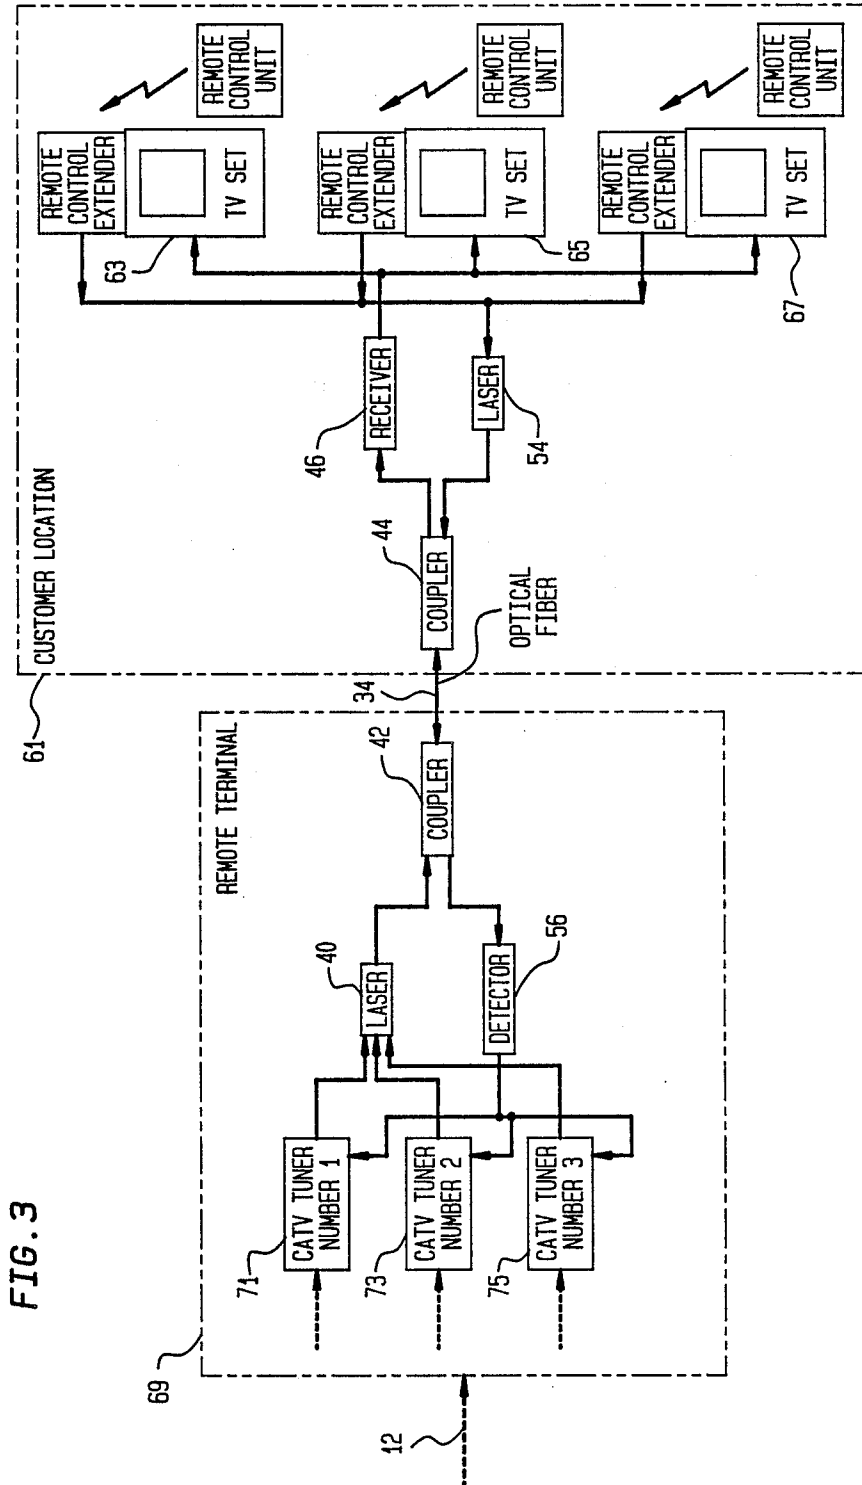 FIG.3
12
69
REMOTE TERMINAL
71
CATV TUNER
NUMBER 1
73
CATV TUNER
NUMBER 2
75
CATV TUNER
NUMBER 3
LASER
40
DETECTOR
56
COUPLER
42
34
OPTICAL
FIBER
61
CUSTOMER LOCATION
COUPLER
44
46
RECEIVER
LASER
54
63
REMOTE
CONTROL
EXTENDER
TV SET
REMOTE
CONTROL
UNIT
65
REMOTE
CONTROL
EXTENDER
TV SET
REMOTE
CONTROL
UNIT
67
REMOTE
CONTROL
EXTENDER
TV SET
REMOTE
CONTROL
UNIT